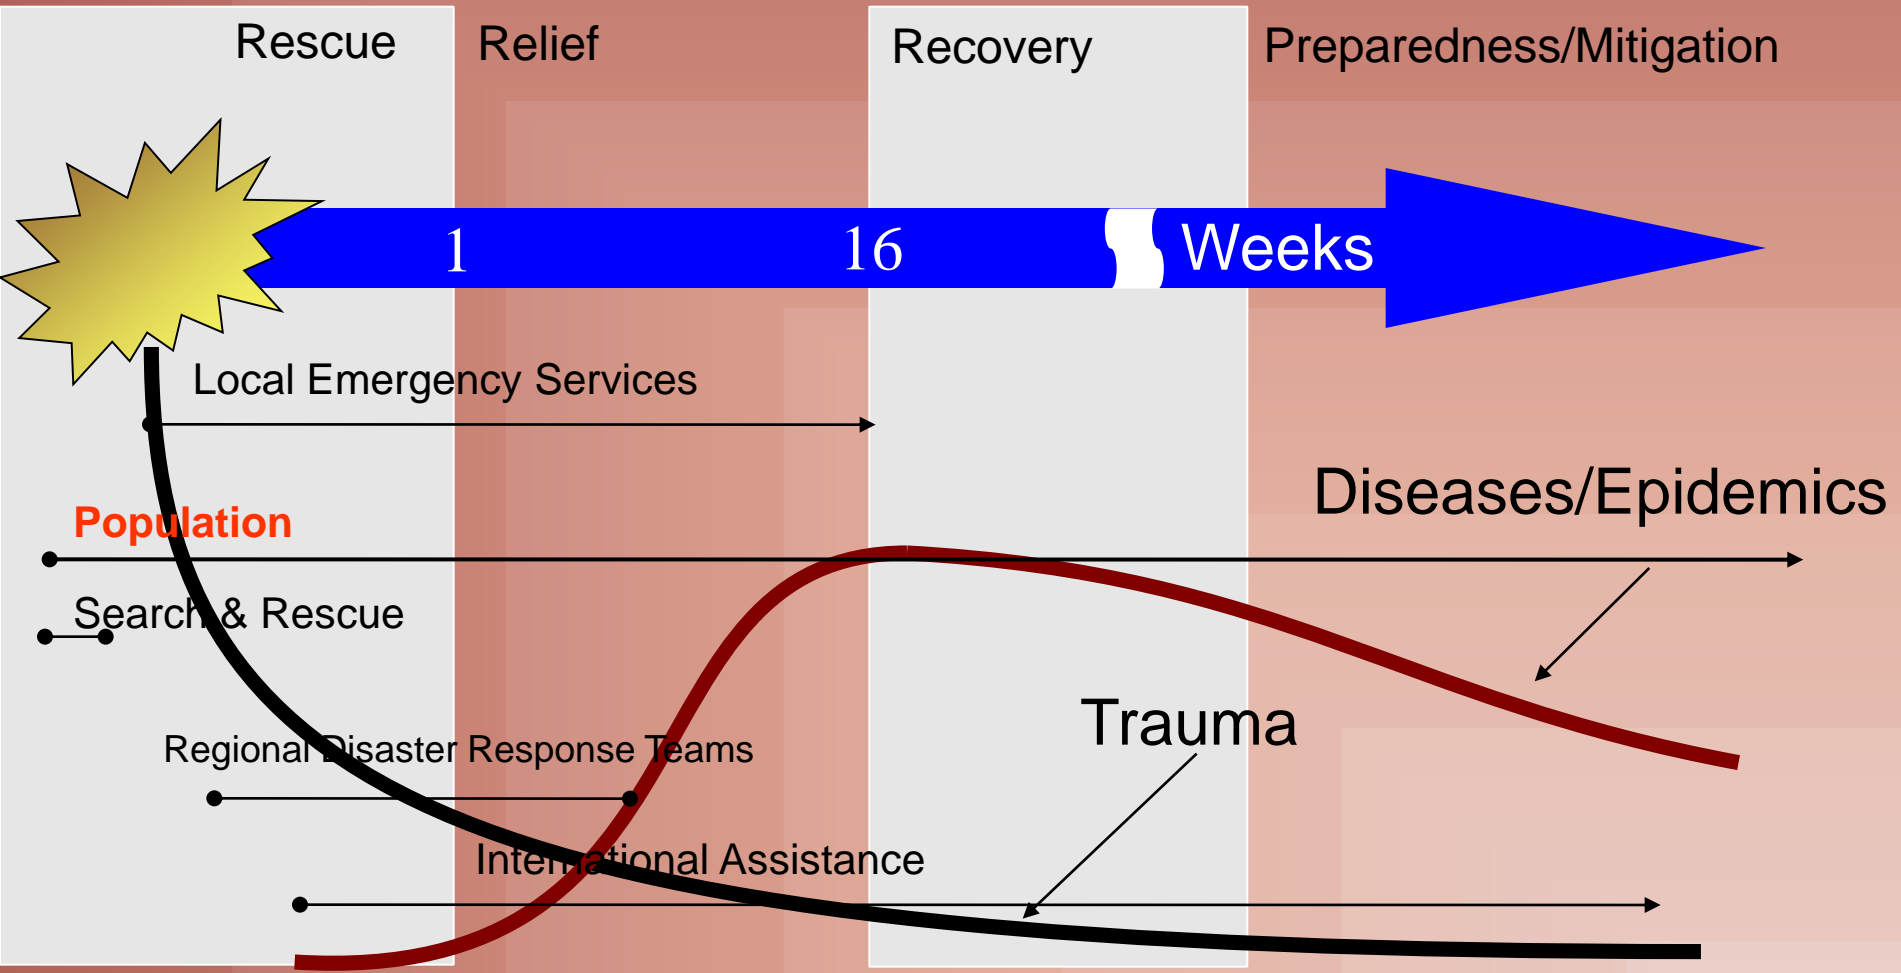 Rescue
Relief
Recovery
Preparedness/Mitigation
1
16
Weeks
Local Emergency Services
Diseases/Epidemics
Population
Search & Rescue
Trauma
Regional Disaster Response Teams
International Assistance